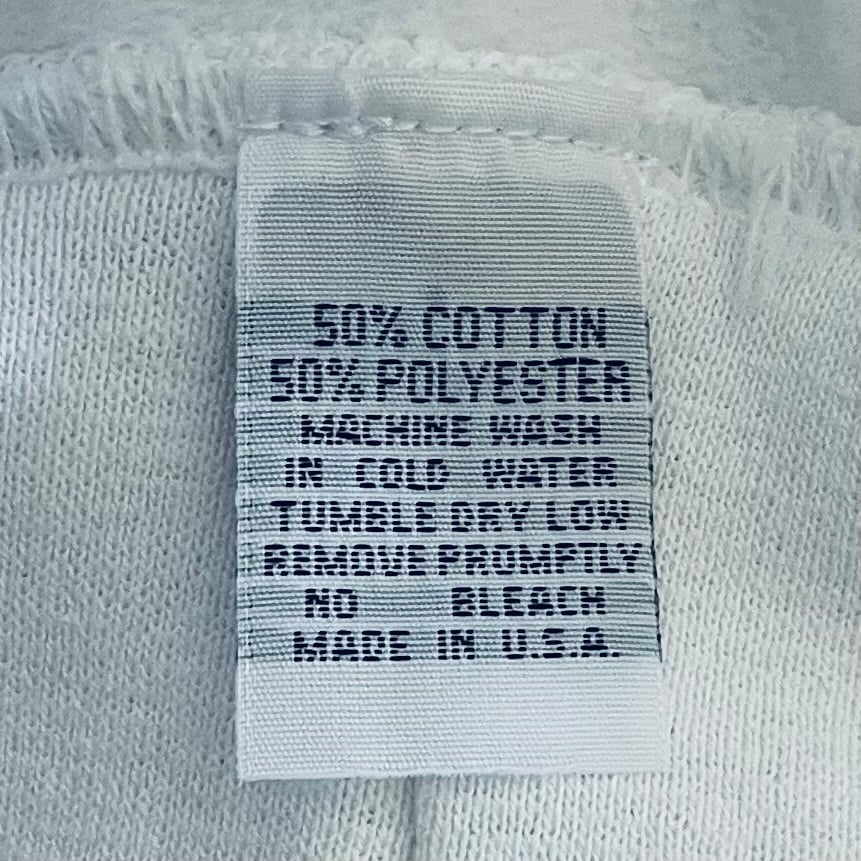 50% COTTON
50% POLYESTER
MACHINE WASH
IN COLD WATER
TUMBLE DRY LOW
REMOVE PROMPTLY
NO BLEACH
MADE IN U.S.A.